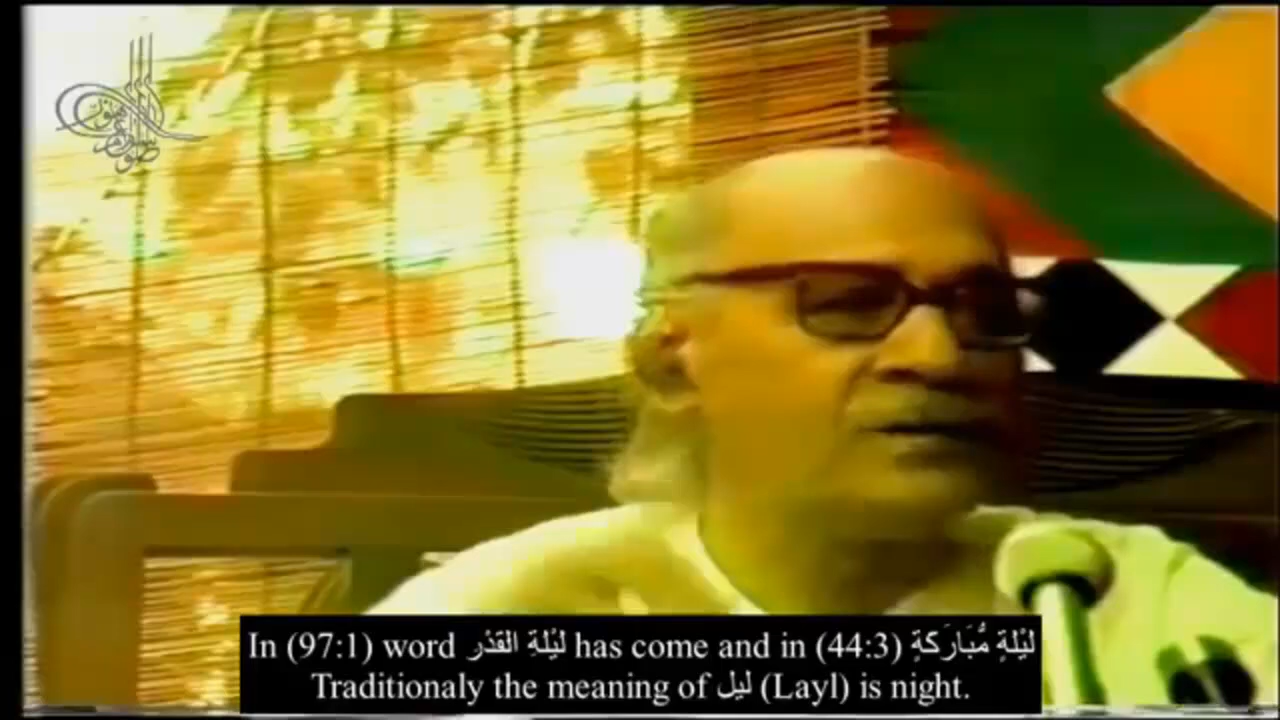 In (97:1) word لَيْلَةِ الْقَدْرِ has come and in (44:3) لَيْلَةٍ مُّبَارَكَةٍ
Traditionaly the meaning of ليل (Layl) is night.